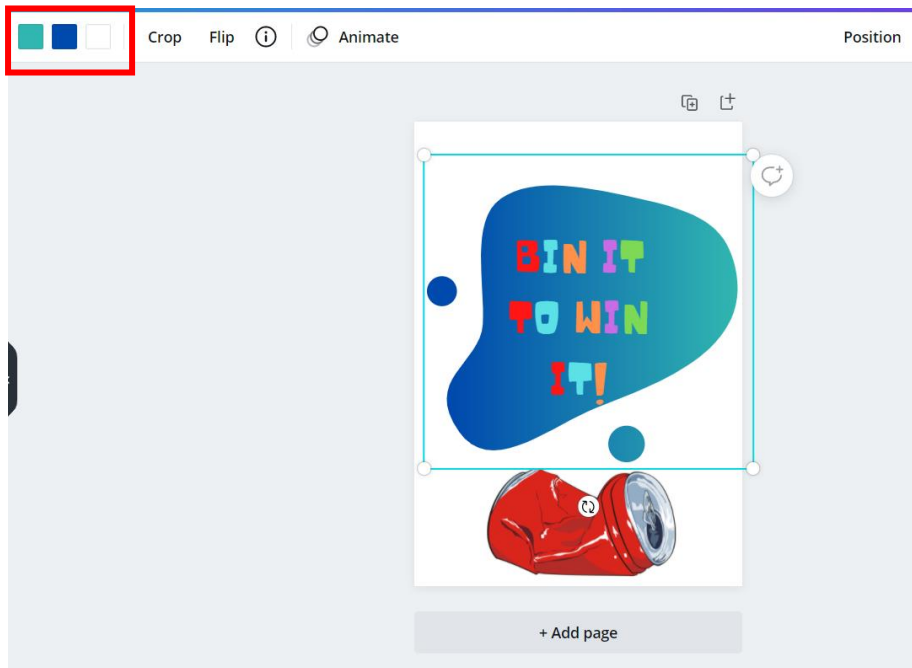 Crop Flip Animate Position
BIN IT
TO WIN
IT!
+ Add page